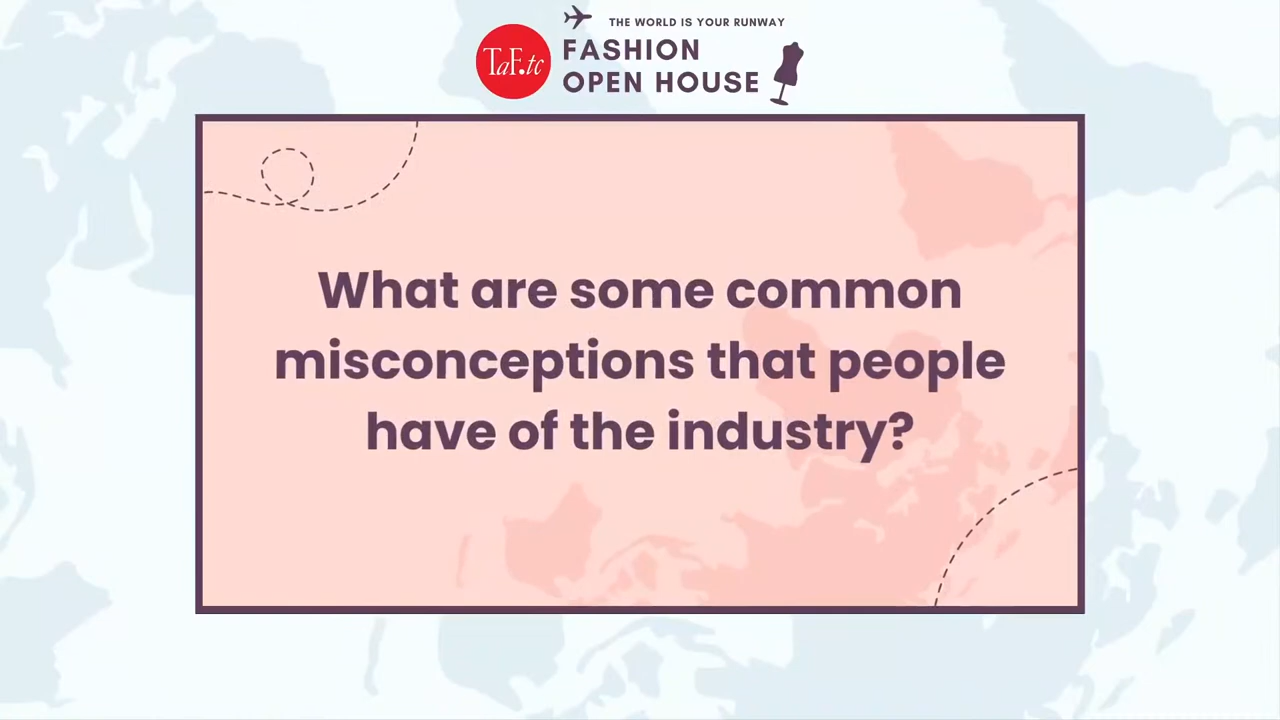 THE WORLD IS YOUR RUNWAY
TaF.tc
FASHION
OPEN HOUSE
What are some common
misconceptions that people
have of the industry?